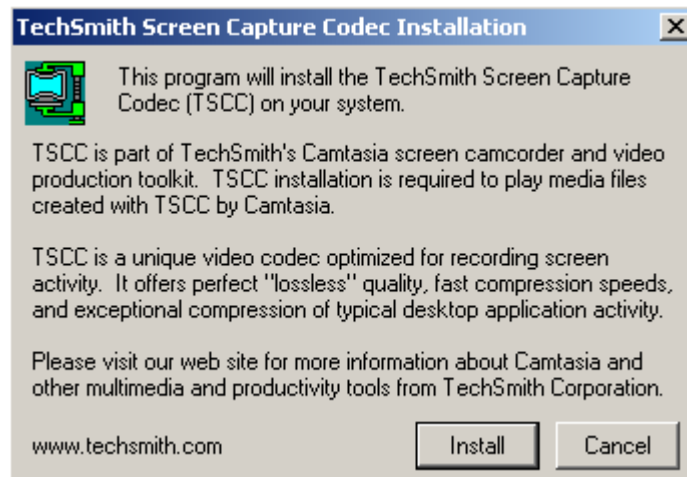 TechSmith Screen Capture Codec Installation
This program will install the TechSmith Screen Capture
Codec (TSCC) on your system.
TSCC is part of TechSmith's Camtasia screen camcorder and video
production toolkit.  TSCC installation is required to play media files
created with TSCC by Camtasia.
TSCC is a unique video codec optimized for recording screen
activity.  It offers perfect "lossless" quality, fast compression speeds,
and exceptional compression of typical desktop application activity.
Please visit our web site for more information about Camtasia and
other multimedia and productivity tools from TechSmith Corporation.
www.techsmith.com
Install
Cancel